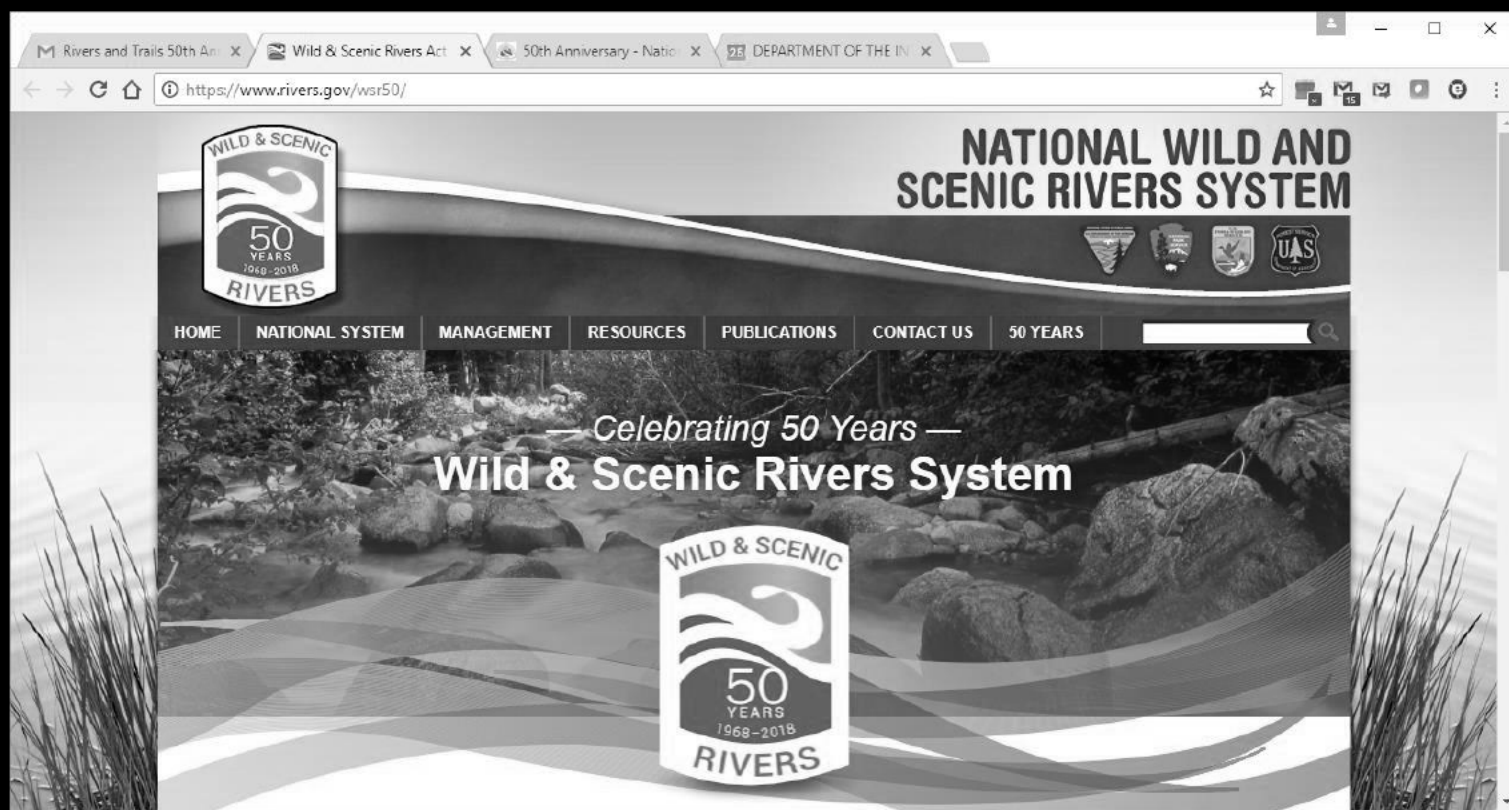 Rivers and Trails 50th An
Wild & Scenic Rivers Act
50th Anniversary - Natio
DEPARTMENT OF THE IN
https://www.rivers.gov/wsr50/
15
WILD & SCENIC
50
YEARS
1968-2018
RIVERS
NATIONAL WILD AND
SCENIC RIVERS SYSTEM
UAS
HOME
NATIONAL SYSTEM
MANAGEMENT
RESOURCES
PUBLICATIONS
CONTACT US
50 YEARS
— Celebrating 50 Years —
Wild & Scenic Rivers System
WILD & SCENIC
50
YEARS
1968-2018
RIVERS